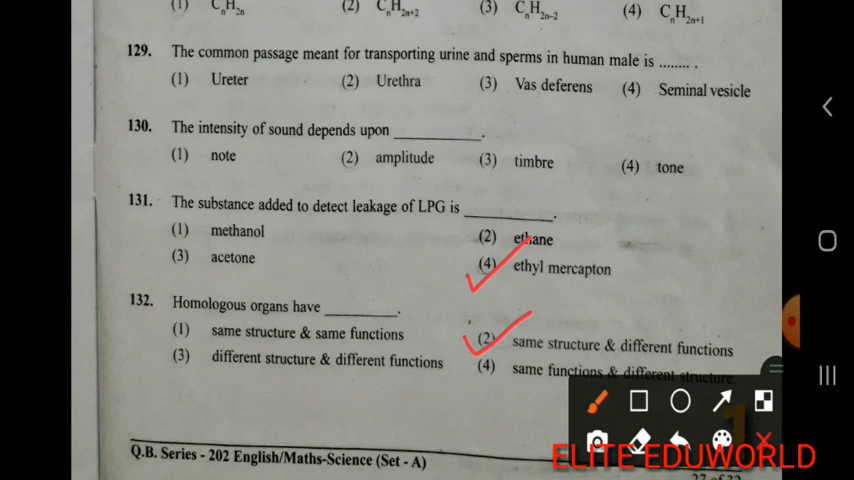 (1) CnH2n (2) CnH2n+2 (3) CnH2n–2 (4) CnH2n+1
129. The common passage meant for transporting urine and sperms in human male is ........ .
(1) Ureter (2) Urethra (3) Vas deferens (4) Seminal vesicle
130. The intensity of sound depends upon __________.
(1) note (2) amplitude (3) timbre (4) tone
131. The substance added to detect leakage of LPG is __________.
(1) methanol (2) ethane
(3) acetone (4) ethyl mercapton
132. Homologous organs have ________.
(1) same structure & same functions (2) same structure & different functions
(3) different structure & different functions (4) same functions & different structure.
Q.B. Series - 202 English/Maths-Science (Set - A)
ELITE EDUWORLD